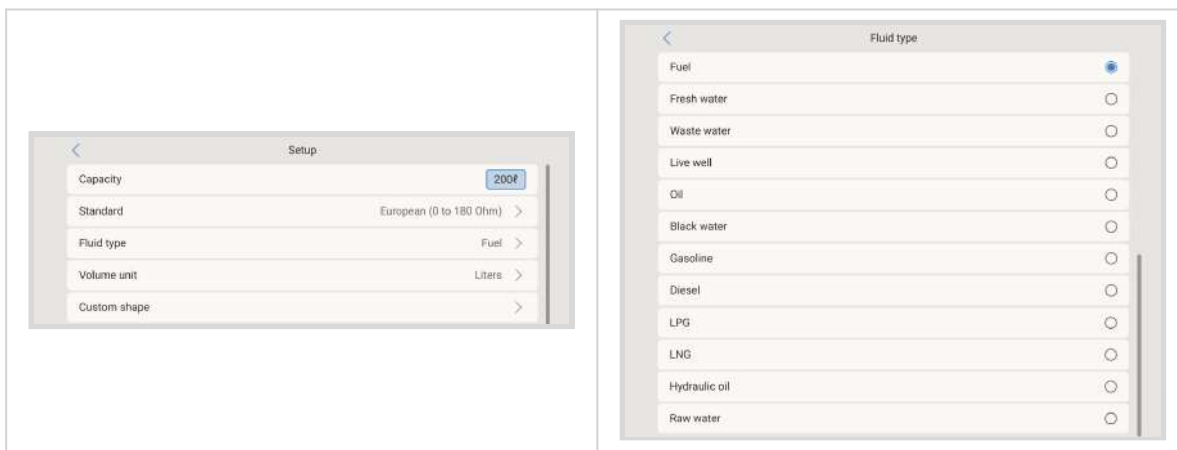 Setup
Capacity 200ℓ
Standard European (0 to 180 Ohm)
Fluid type Fuel
Volume unit Liters
Custom shape
Fluid type
Fuel
Fresh water
Waste water
Live well
Oil
Black water
Gasoline
Diesel
LPG
LNG
Hydraulic oil
Raw water